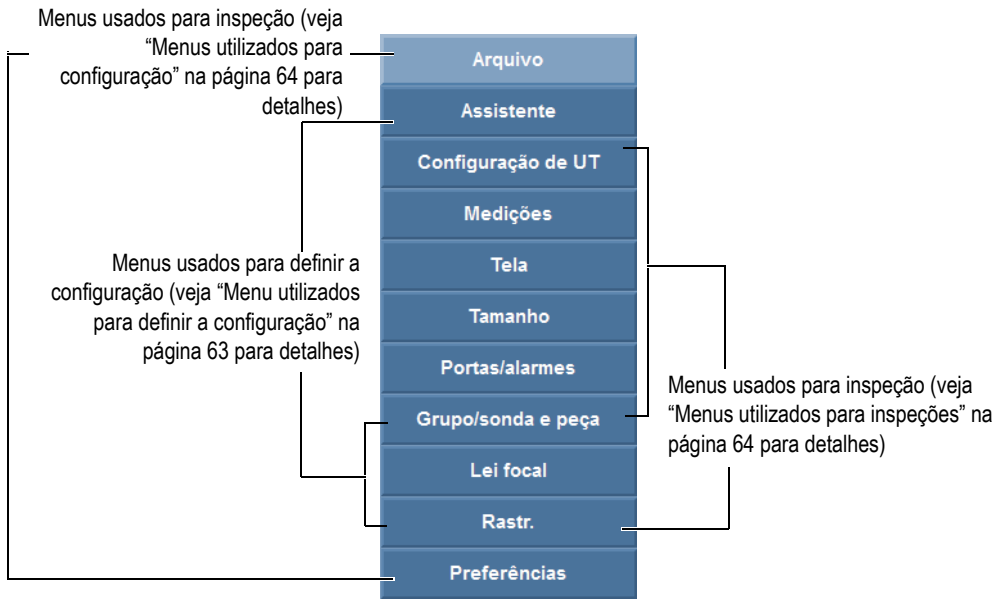 Menus usados para inspeção (veja
“Menus utilizados para
configuração” na página 64 para
detalhes)
Arquivo
Assistente
Configuração de UT
Medições
Tela
Tamanho
Portas/alarmes
Grupo/sonda e peça
Lei focal
Rastr.
Preferências
Menus usados para definir a
configuração (veja “Menu utilizados
para definir a configuração” na
página 63 para detalhes)
Menus usados para inspeção (veja
“Menus utilizados para inspeções” na
página 64 para detalhes)